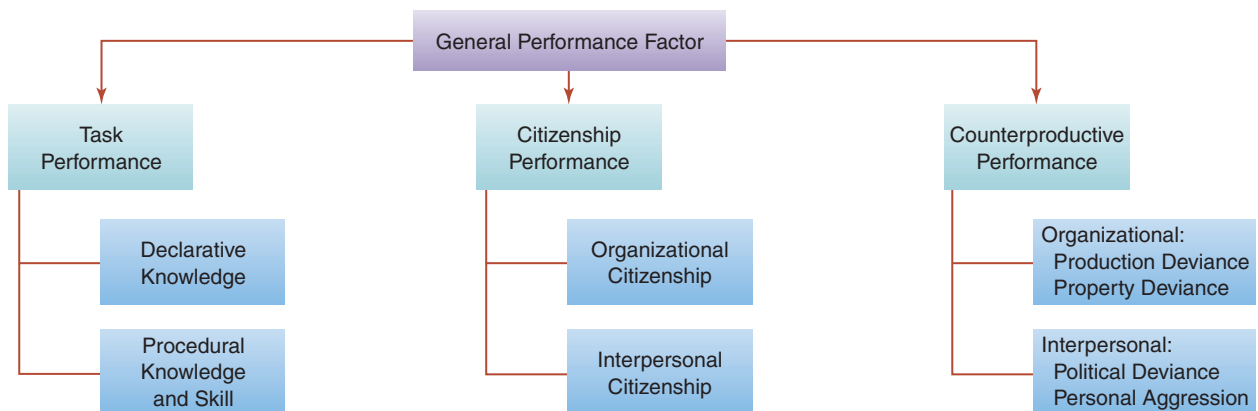 General Performance Factor
Task
Performance
Citizenship
Performance
Counterproductive
Performance
Declarative
Knowledge
Procedural
Knowledge
and Skill
Organizational
Citizenship
Interpersonal
Citizenship
Organizational:
Production Deviance
Property Deviance
Interpersonal:
Political Deviance
Personal Aggression